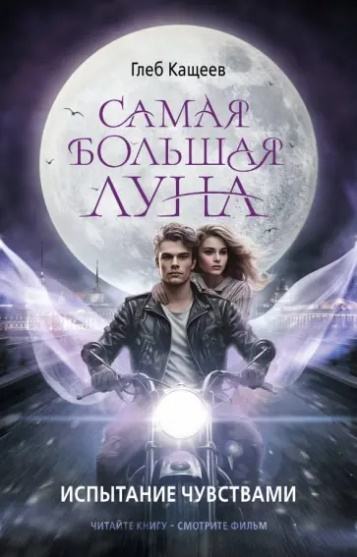 Глеб Кащеев
САМАЯ
БОЛЬШАЯ
ЛУНА
ИСПЫТАНИЕ ЧУВСТВАМИ
ЧИТАЙТЕ КНИГУ - СМОТРИТЕ ФИЛЬМ